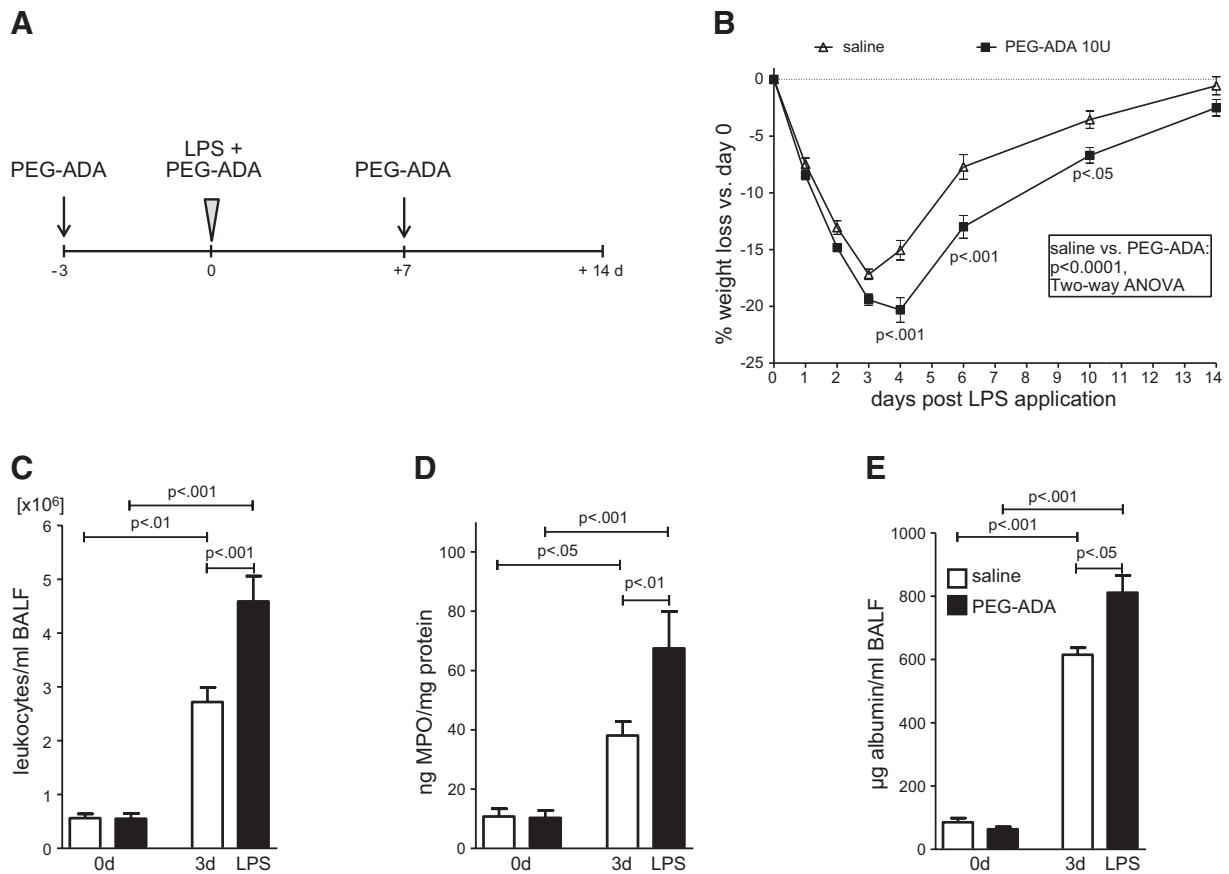 A
LPS +
PEG-ADA
PEG-ADA
PEG-ADA
-3
0
+7
+ 14 d
B
saline
PEG-ADA 10U
% weight loss vs. day 0
0
-5
-10
-15
-20
-25
p<.001
p<.001
p<.05
saline vs. PEG-ADA:
p<0.0001,
Two-way ANOVA
0 1 2 3 4 5 6 7 8 9 10 11 12 13 14
days post LPS application
C
[x10⁶]
leukocytes/ml BALF
6
5
4
3
2
1
0
p<.001
p<.01
p<.001
0d
3d
LPS
D
ng MPO/mg protein
100
80
60
40
20
0
p<.001
p<.05
p<.01
0d
3d
LPS
E
µg albumin/ml BALF
1000
800
600
400
200
0
p<.001
p<.001
p<.05
saline
PEG-ADA
0d
3d
LPS